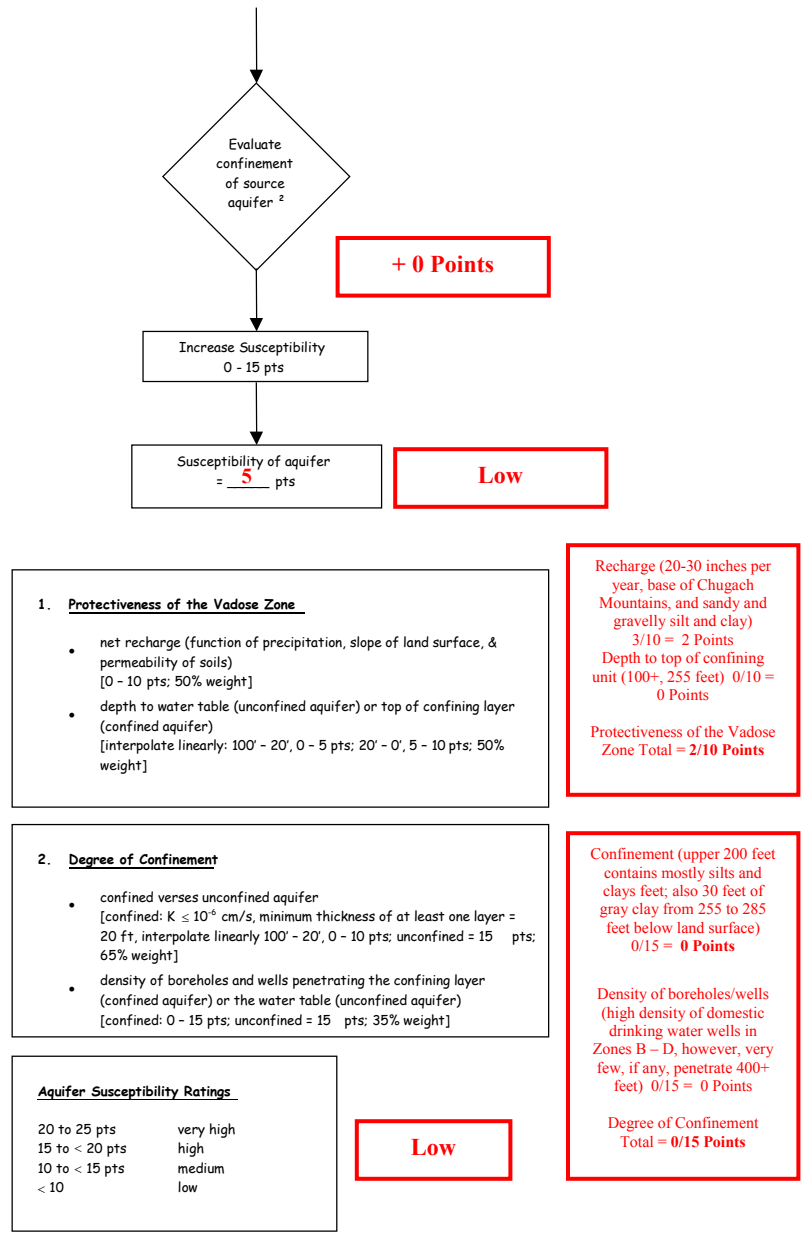 Evaluate
confinement
of source
aquifer ²
+ 0 Points
Increase Susceptibility
0 - 15 pts
Susceptibility of aquifer
= __5__ pts
Low
1. Protectiveness of the Vadose Zone
• net recharge (function of precipitation, slope of land surface, &
permeability of soils)
[0 – 10 pts; 50% weight]
• depth to water table (unconfined aquifer) or top of confining layer
(confined aquifer)
[interpolate linearly: 100' – 20', 0 – 5 pts; 20' – 0', 5 – 10 pts; 50%
weight]
Recharge (20-30 inches per
year, base of Chugach
Mountains, and sandy and
gravelly silt and clay)
3/10 = 2 Points
Depth to top of confining
unit (100+, 255 feet) 0/10 =
0 Points
Protectiveness of the Vadose
Zone Total = 2/10 Points
2. Degree of Confinement
• confined verses unconfined aquifer
[confined: K ≤ 10⁻⁶ cm/s, minimum thickness of at least one layer =
20 ft, interpolate linearly 100' – 20', 0 – 10 pts; unconfined = 15 pts;
65% weight]
• density of boreholes and wells penetrating the confining layer
(confined aquifer) or the water table (unconfined aquifer)
[confined: 0 – 15 pts; unconfined = 15 pts; 35% weight]
Confinement (upper 200 feet
contains mostly silts and
clays feet; also 30 feet of
gray clay from 255 to 285
feet below land surface)
0/15 = 0 Points
Density of boreholes/wells
(high density of domestic
drinking water wells in
Zones B – D, however, very
few, if any, penetrate 400+
feet) 0/15 = 0 Points
Degree of Confinement
Total = 0/15 Points
Aquifer Susceptibility Ratings
20 to 25 pts very high
15 to < 20 pts high
10 to < 15 pts medium
< 10 low
Low